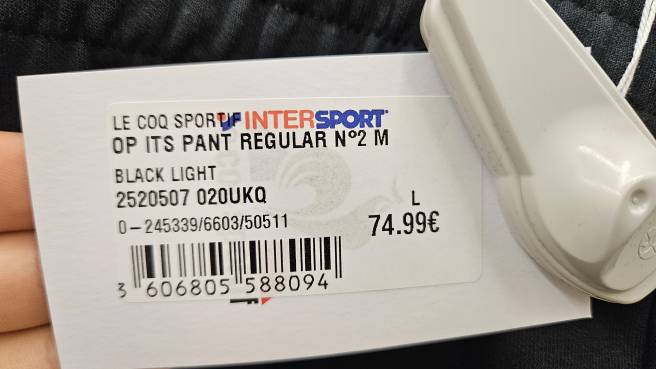 LE COQ SPORTIF INTERSPORT
OP ITS PANT REGULAR N°2 M
BLACK LIGHT
2520507 020UKQ
L
0-245339/6603/50511
74.99€
3 606805 588094